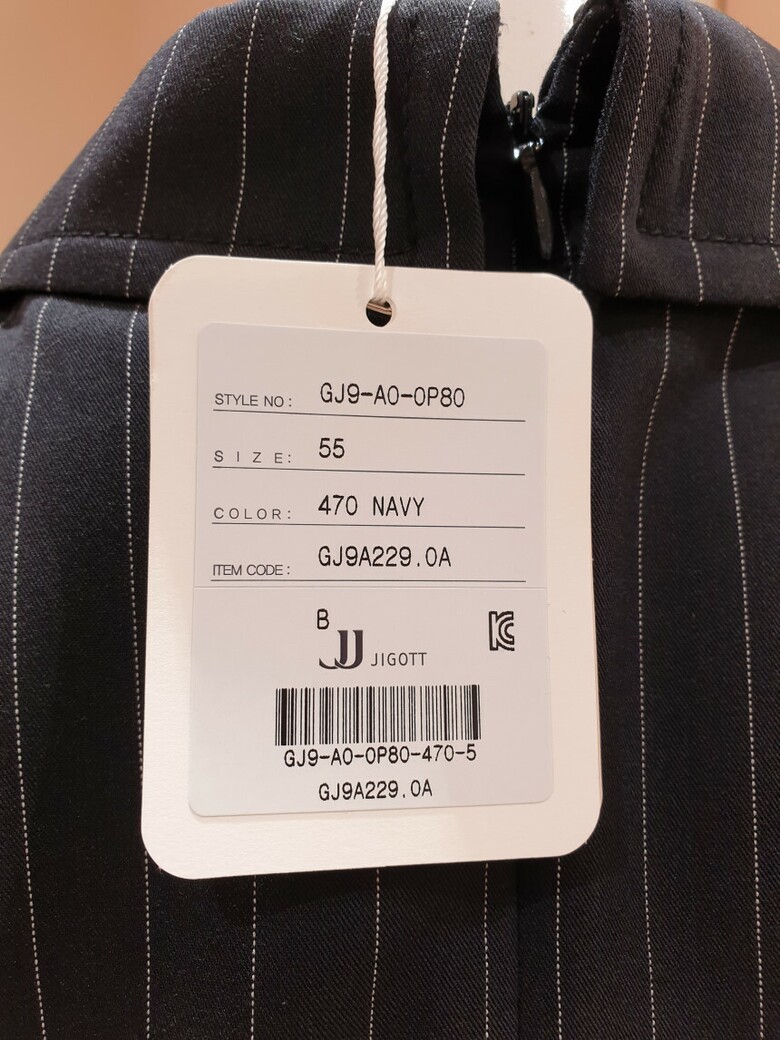 STYLE NO: GJ9-A0-0P80
SIZE: 55
COLOR: 470 NAVY
ITEM CODE: GJ9A229.0A
B
JJ JIGOTT
KC
GJ9-A0-0P80-470-5
GJ9A229.0A